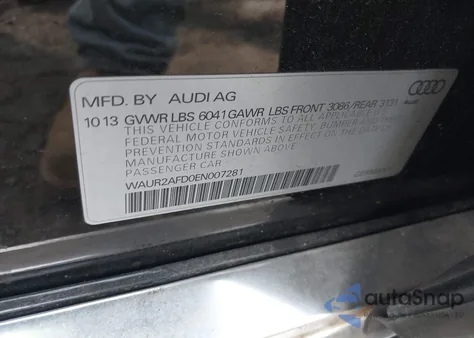 MFD. BY AUDI AG
10 13 GVWR LBS 6041 GAWR LBS FRONT 3086/REAR 3131
THIS VEHICLE CONFORMS TO ALL APPLICABLE
FEDERAL MOTOR VEHICLE SAFETY, BUMPER AND THEFT
PREVENTION STANDARDS IN EFFECT ON THE DATE OF
MANUFACTURE SHOWN ABOVE.
PASSENGER CAR
WAUR2AFD0EN007281
Audi
autoSnap